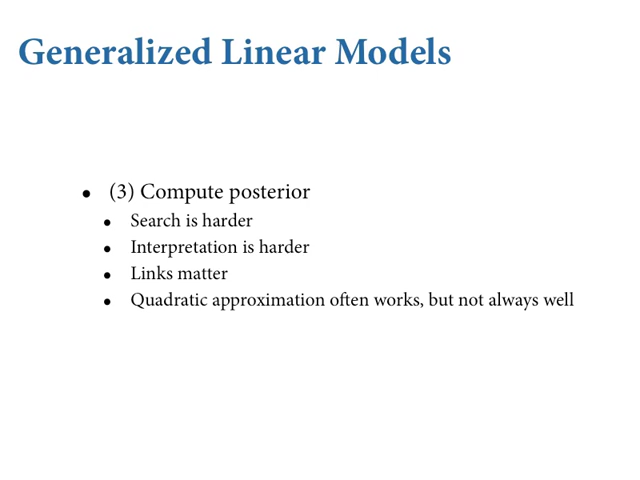 Generalized Linear Models
• (3) Compute posterior
• Search is harder
• Interpretation is harder
• Links matter
• Quadratic approximation often works, but not always well